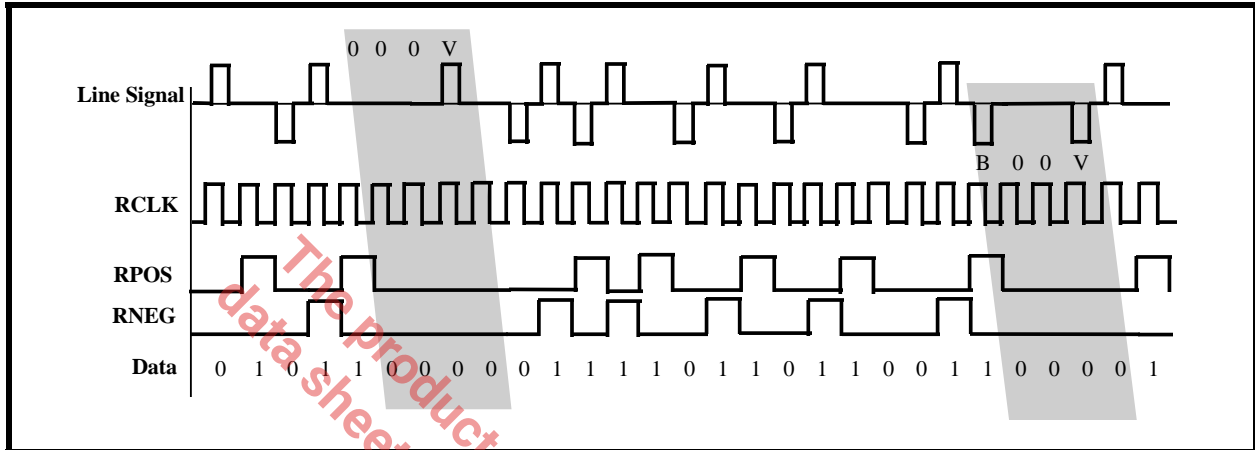 0 0 0 V
Line Signal
B 0 0 V
RCLK
RPOS
RNEG
Data 0 1 0 1 1 0 0 0 0 0 1 1 1 1 0 1 1 0 1 1 0 0 1 1 0 0 0 0 1
The product
data sheet